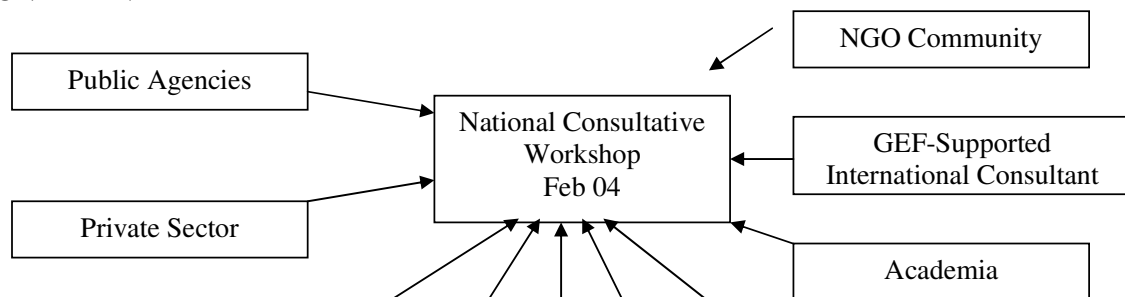 NGO Community
Public Agencies
National Consultative
Workshop
Feb 04
GEF-Supported
International Consultant
Private Sector
Academia